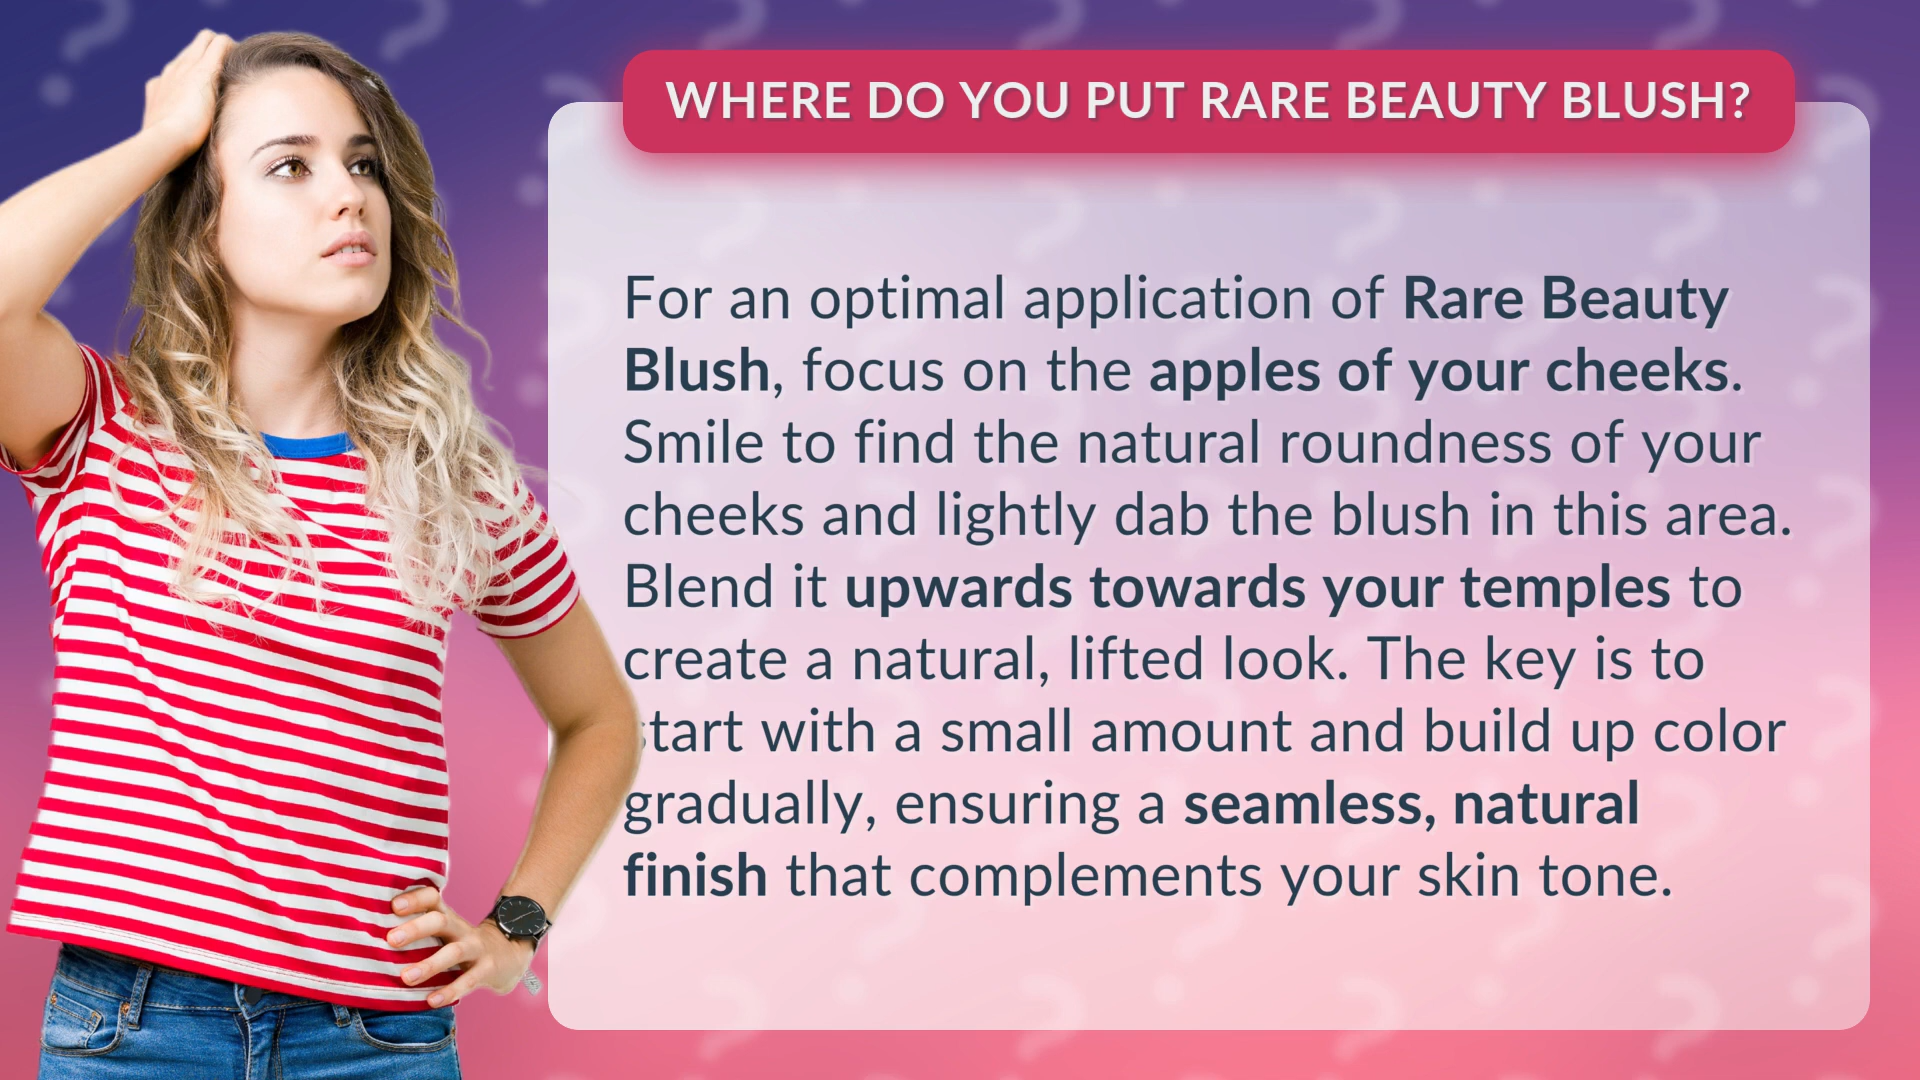 WHERE DO YOU PUT RARE BEAUTY BLUSH?
For an optimal application of Rare Beauty
Blush, focus on the apples of your cheeks.
Smile to find the natural roundness of your
cheeks and lightly dab the blush in this area.
Blend it upwards towards your temples to
create a natural, lifted look. The key is to
start with a small amount and build up color
gradually, ensuring a seamless, natural
finish that complements your skin tone.